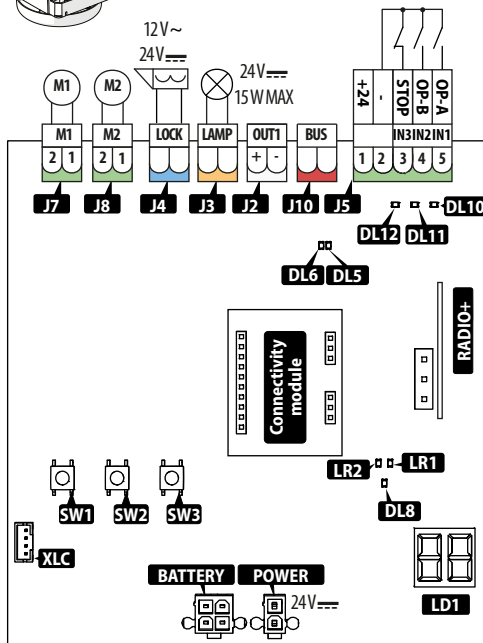 12V~
24V
24V
15W MAX
M1
M2
+24
-
STOP
OP-B
OP-A
M1
M2
LOCK
LAMP
OUT1
BUS
IN3 IN2 IN1
2 1
2 1
+ -
1 2 3 4 5
J7
J8
J4
J3
J2
J10
J5
DL12
DL11
DL10
DL6
DL5
Connectivity
module
RADIO+
LR2
LR1
DL8
SW1
SW2
SW3
XLC
BATTERY
POWER
24V
LD1